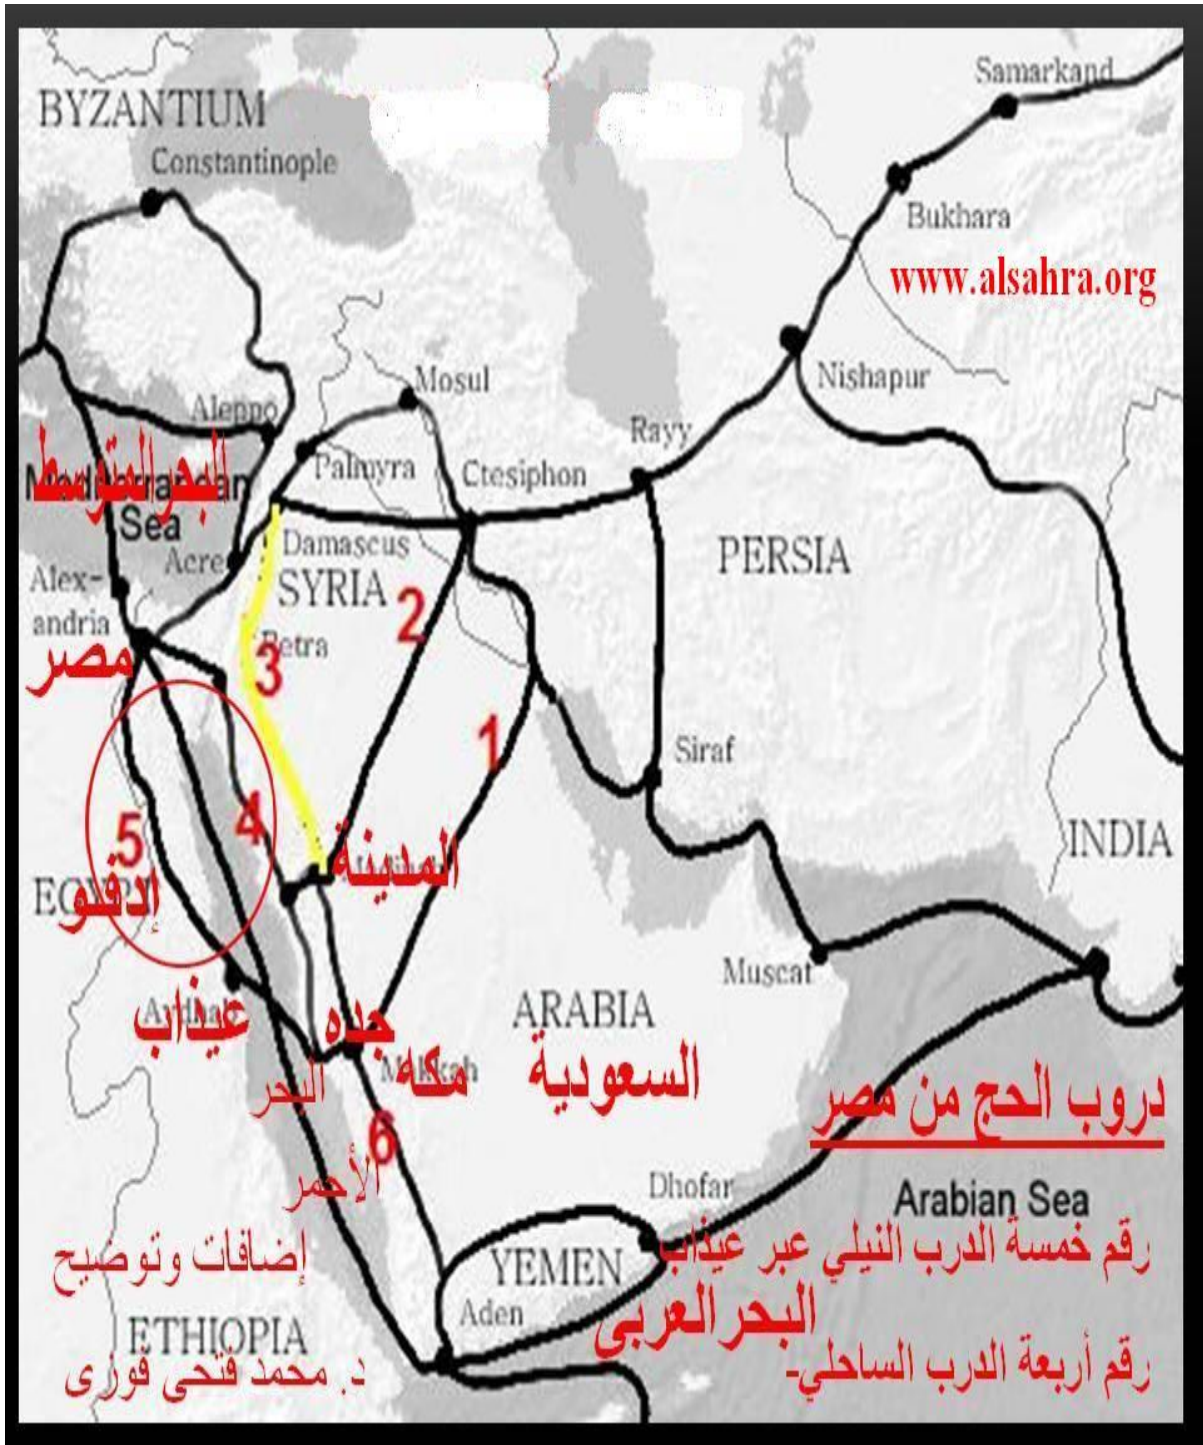 Samarkand
BYZANTIUM
Constantinople
Bukhara
www.alsahra.org
Mosul
Nishapur
Aleppo
Rayy
البحر المتوسط
Palmyra
Ctesiphon
Mediterranean
Sea
Damascus
Acre
PERSIA
Alex-
andria
SYRIA
2
مصر
Petra
3
1
Siraf
4
5
INDIA
المدينة
EGYPT
إدفو
Muscat
عيذاب
Aydhab
جده
ARABIA
مكه
Makkah
السعودية
البحر
دروب الحج من مصر
6
الأحمر
Dhofar
Arabian Sea
إضافات وتوضيح
رقم خمسة الدرب النيلي عبر عيذاب
YEMEN
Aden
البحر العربى
ETHIOPIA
د. محمد فتحى فوزى
رقم أربعة الدرب الساحلي-